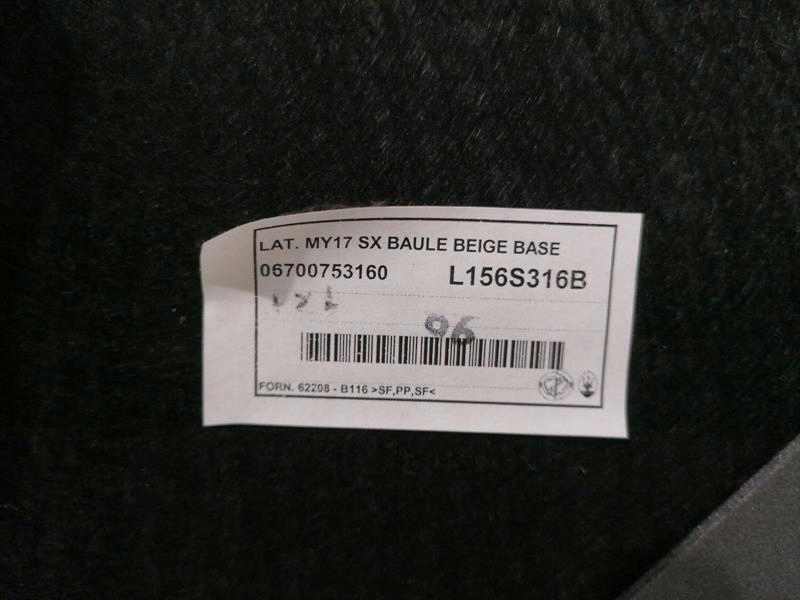 LAT. MY17 SX BAULE BEIGE BASE
06700753160 L156S316B
06
FORN. 62208 - B116 >SF,PP,SF<